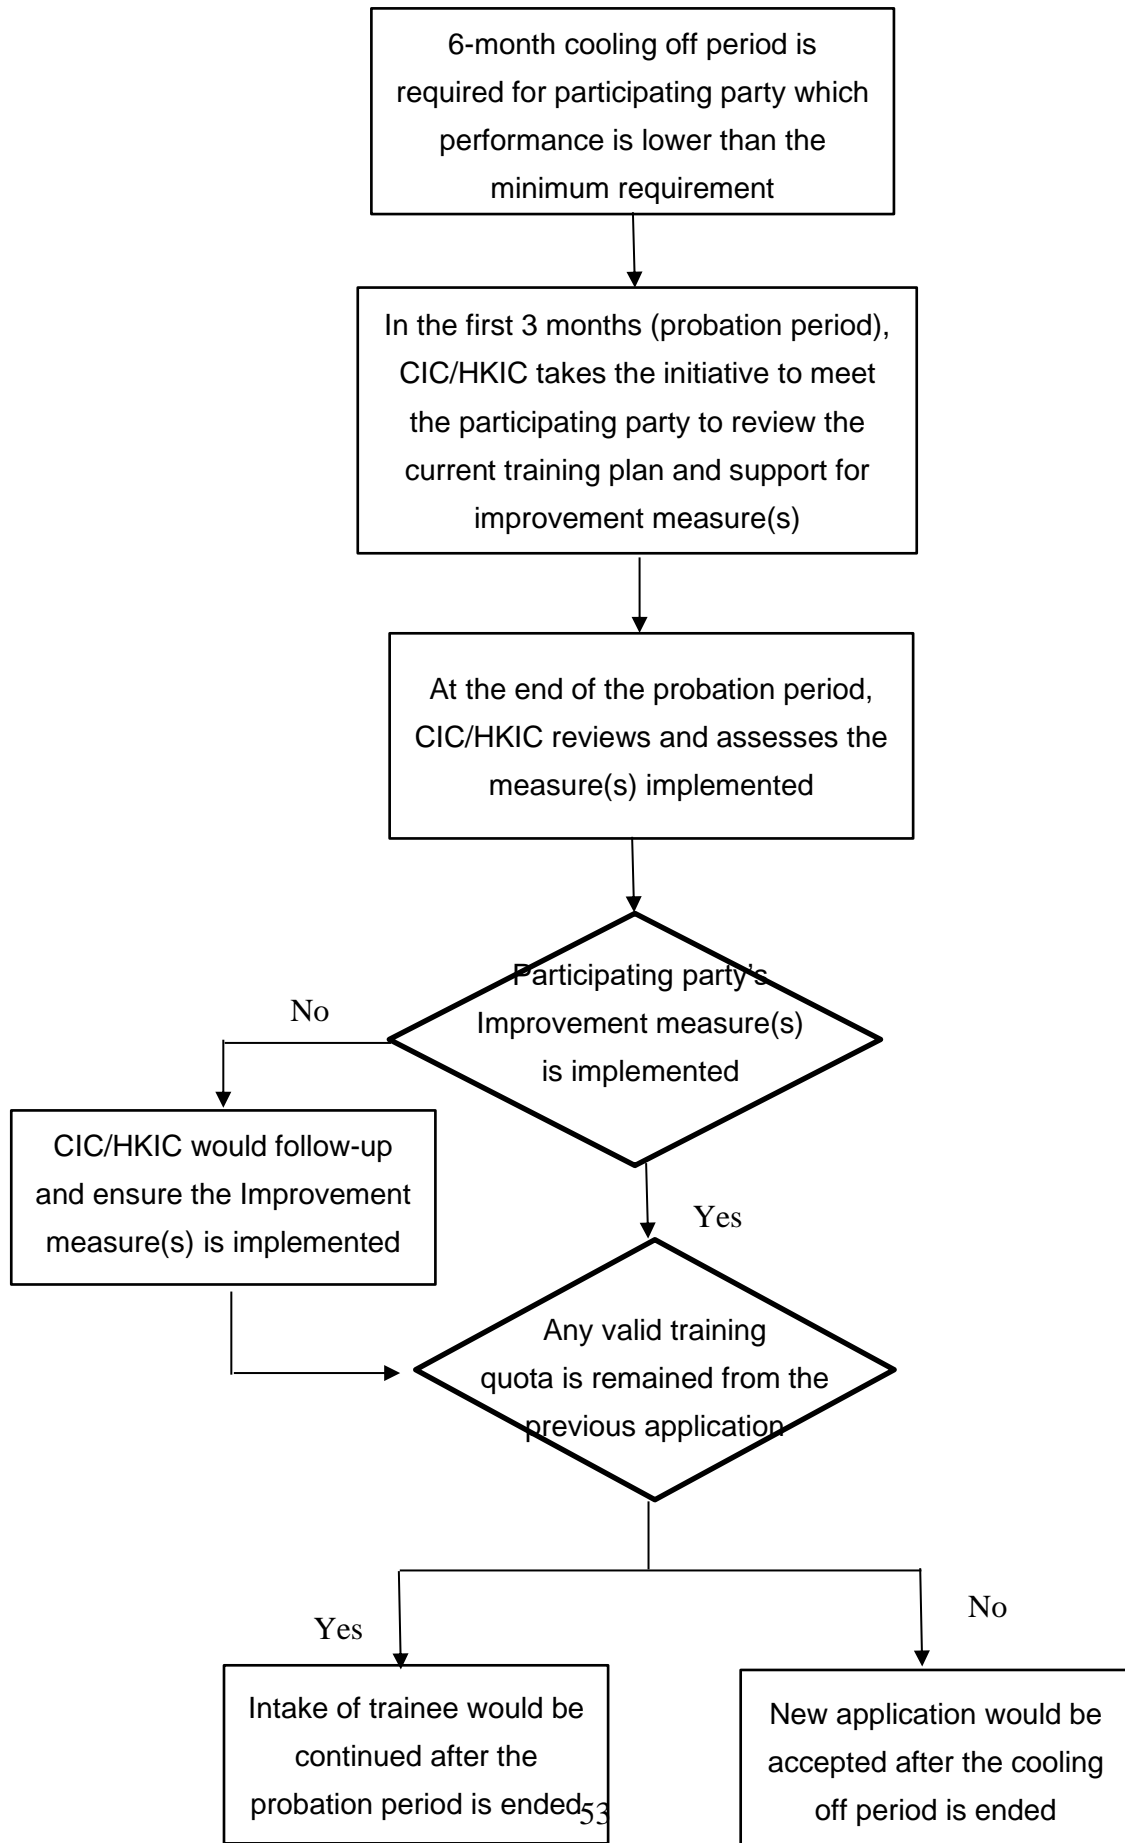 6-month cooling off period is
required for participating party which
performance is lower than the
minimum requirement
In the first 3 months (probation period),
CIC/HKIC takes the initiative to meet
the participating party to review the
current training plan and support for
improvement measure(s)
At the end of the probation period,
CIC/HKIC reviews and assesses the
measure(s) implemented
Participating party’s
Improvement measure(s)
is implemented
No
CIC/HKIC would follow-up
and ensure the Improvement
measure(s) is implemented
Yes
Any valid training
quota is remained from the
previous application
Yes
No
Intake of trainee would be
continued after the
probation period is ended
New application would be
accepted after the cooling
off period is ended
53